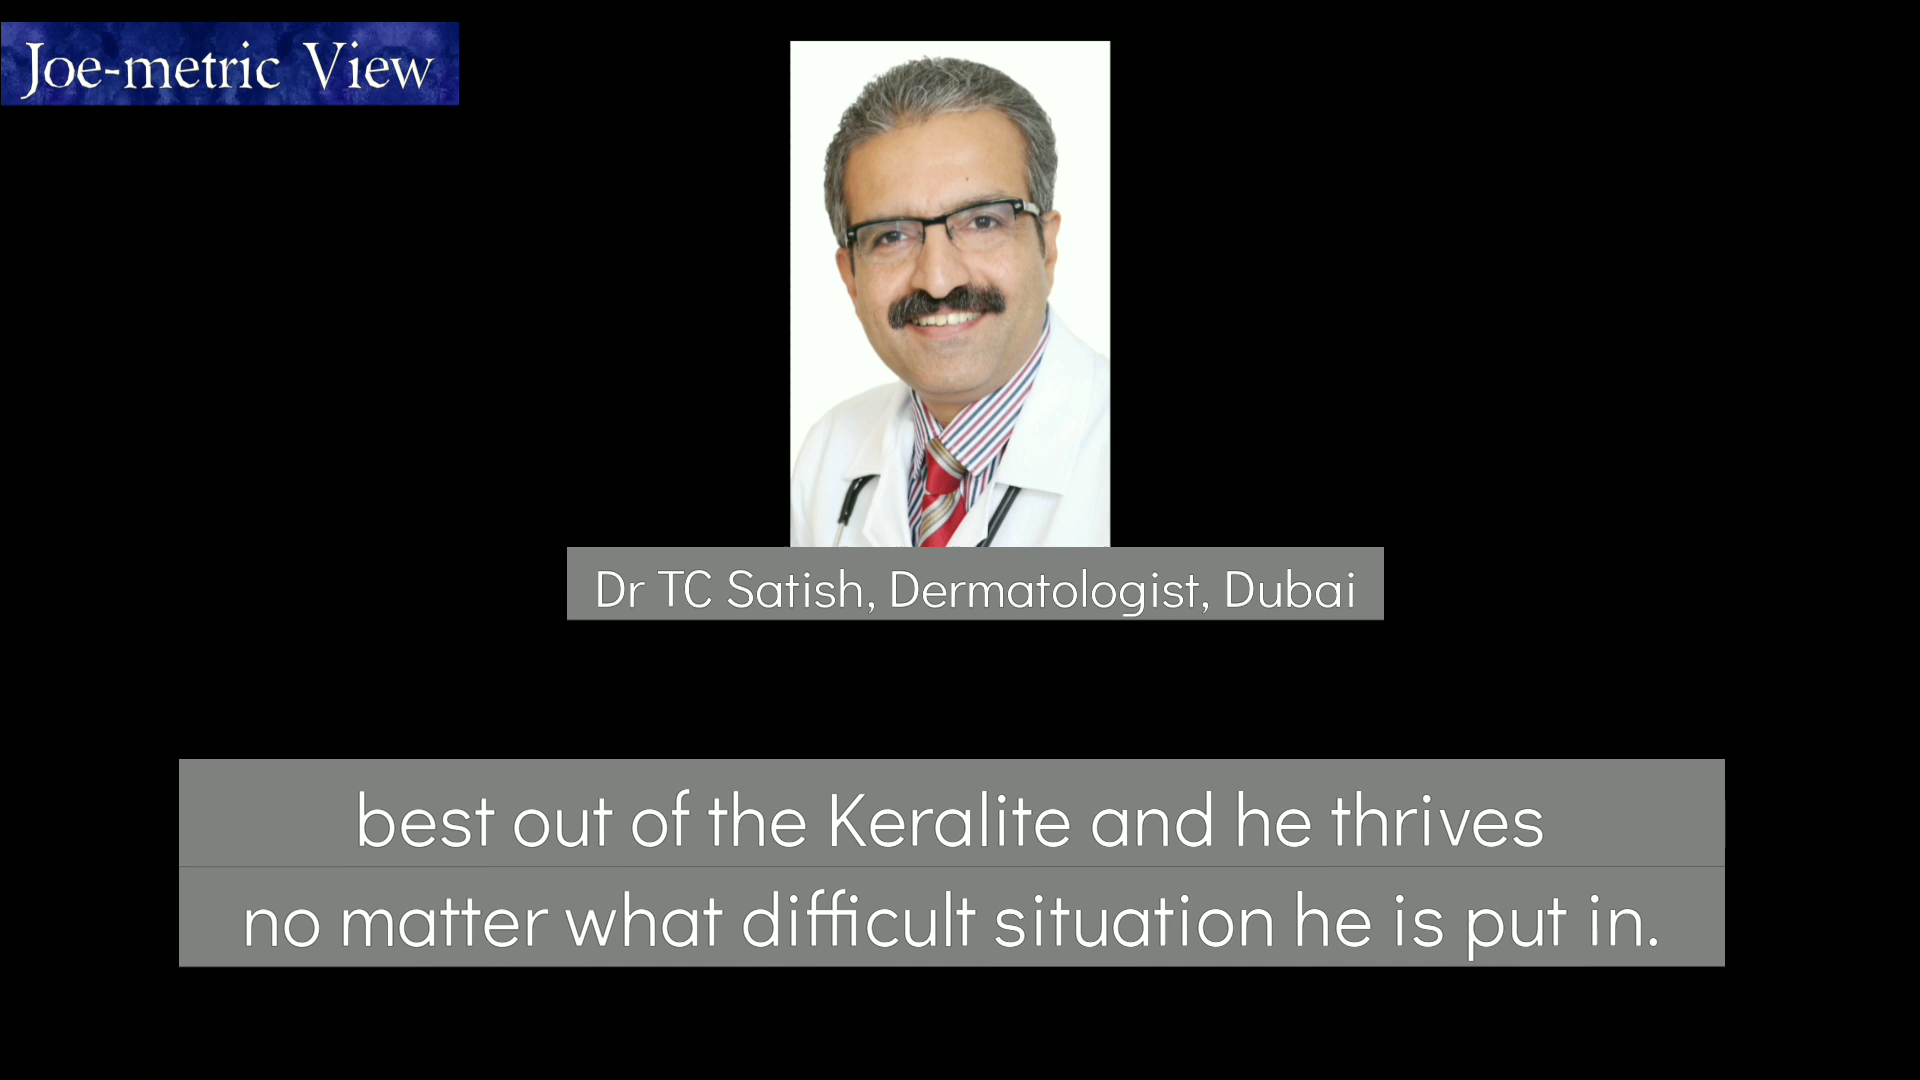 Joe-metric View
Dr TC Satish, Dermatologist, Dubai
best out of the Keralite and he thrives
no matter what difficult situation he is put in.